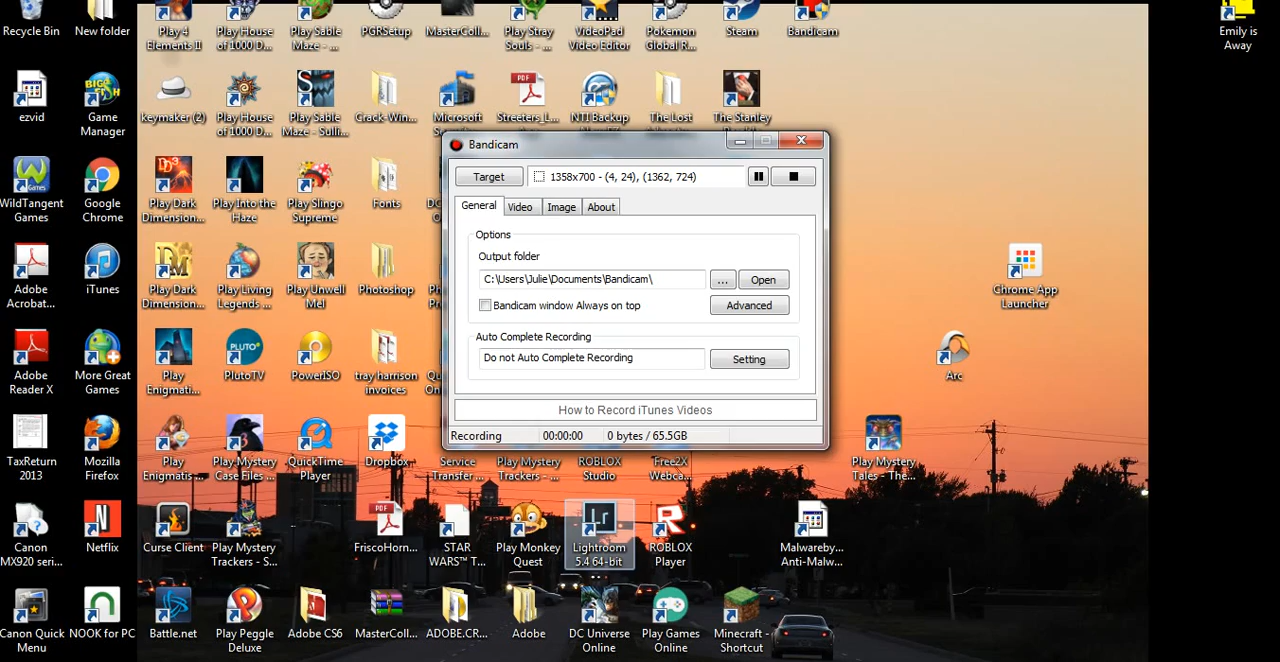 Recycle Bin
New folder
Play 4
Elements II
Play House
of 1000 D...
Play Sable
Maze - ...
PGRSetup
MasterColl...
Play Stray
Souls - ...
VideoPad
Video Editor
Pokemon
Global R...
Steam
Bandicam
Emily is
Away
ezvid
Game
Manager
keymaker (2)
Play House
of 1000 D...
Play Sable
Maze - Sulli...
Crack-Win...
Microsoft
Streeters_L...
NTI Backup
The Lost
The Stanley
Bandicam
Target
1358x700 - (4, 24), (1362, 724)
General
Video
Image
About
Options
Output folder
C:\Users\Julie\Documents\Bandicam\
...
Open
Bandicam window Always on top
Advanced
Auto Complete Recording
Do not Auto Complete Recording
Setting
How to Record iTunes Videos
Recording
00:00:00
0 bytes / 65.5GB
WildTangent
Games
Google
Chrome
Play Dark
Dimension...
Play Into the
Haze
Play Slingo
Supreme
Fonts
Adobe
Acrobat...
iTunes
Play Dark
Dimension...
Play Living
Legends ...
Play Unwell
Mel
Photoshop
Chrome App
Launcher
Adobe
Reader X
More Great
Games
Play
Enigmati...
PlutoTV
PowerISO
tray harrison
invoices
Arc
TaxReturn
2013
Mozilla
Firefox
Play
Enigmatis ...
Play Mystery
Case Files ...
QuickTime
Player
Dropbox
Service
Transfer ...
Play Mystery
Trackers - ...
ROBLOX
Studio
Free2X
Webca...
Play Mystery
Tales - The...
Canon
MX920 seri...
Netflix
Curse Client
Play Mystery
Trackers - S...
FriscoHorn...
STAR
WARS™ T...
Play Monkey
Quest
Lightroom
5.4 64-bit
ROBLOX
Player
Malwareby...
Anti-Malw...
Canon Quick
Menu
NOOK for PC
Battle.net
Play Peggle
Deluxe
Adobe CS6
MasterColl...
ADOBE.CR...
Adobe
DC Universe
Online
Play Games
Online
Minecraft -
Shortcut